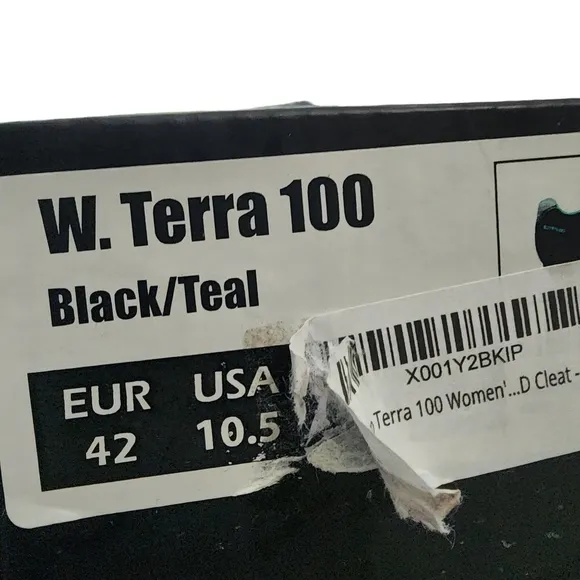 W. Terra 100
Black/Teal
EUR USA
42 10.5
X001Y2BKIP
Terra 100 Women'...D Cleat -